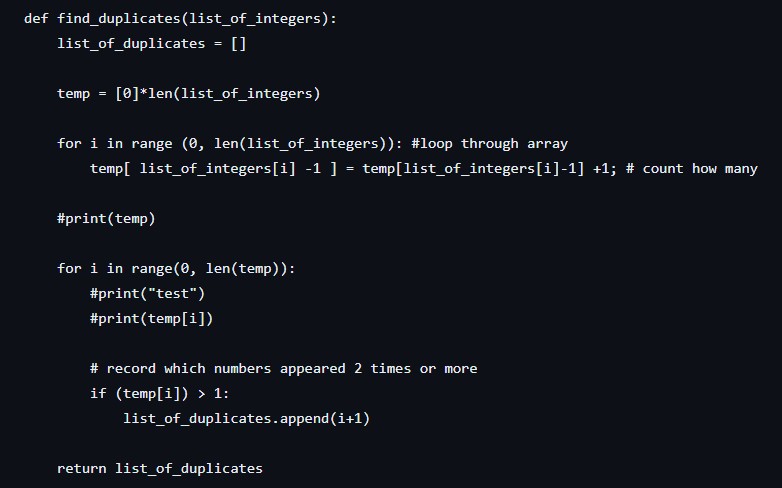 def find_duplicates(list_of_integers):
    list_of_duplicates = []

    temp = [0]*len(list_of_integers)

    for i in range (0, len(list_of_integers)): #loop through array
        temp[ list_of_integers[i] -1 ] = temp[list_of_integers[i]-1] +1; # count how many

    #print(temp)

    for i in range(0, len(temp)):
        #print("test")
        #print(temp[i])

        # record which numbers appeared 2 times or more
        if (temp[i]) > 1:
            list_of_duplicates.append(i+1)

    return list_of_duplicates